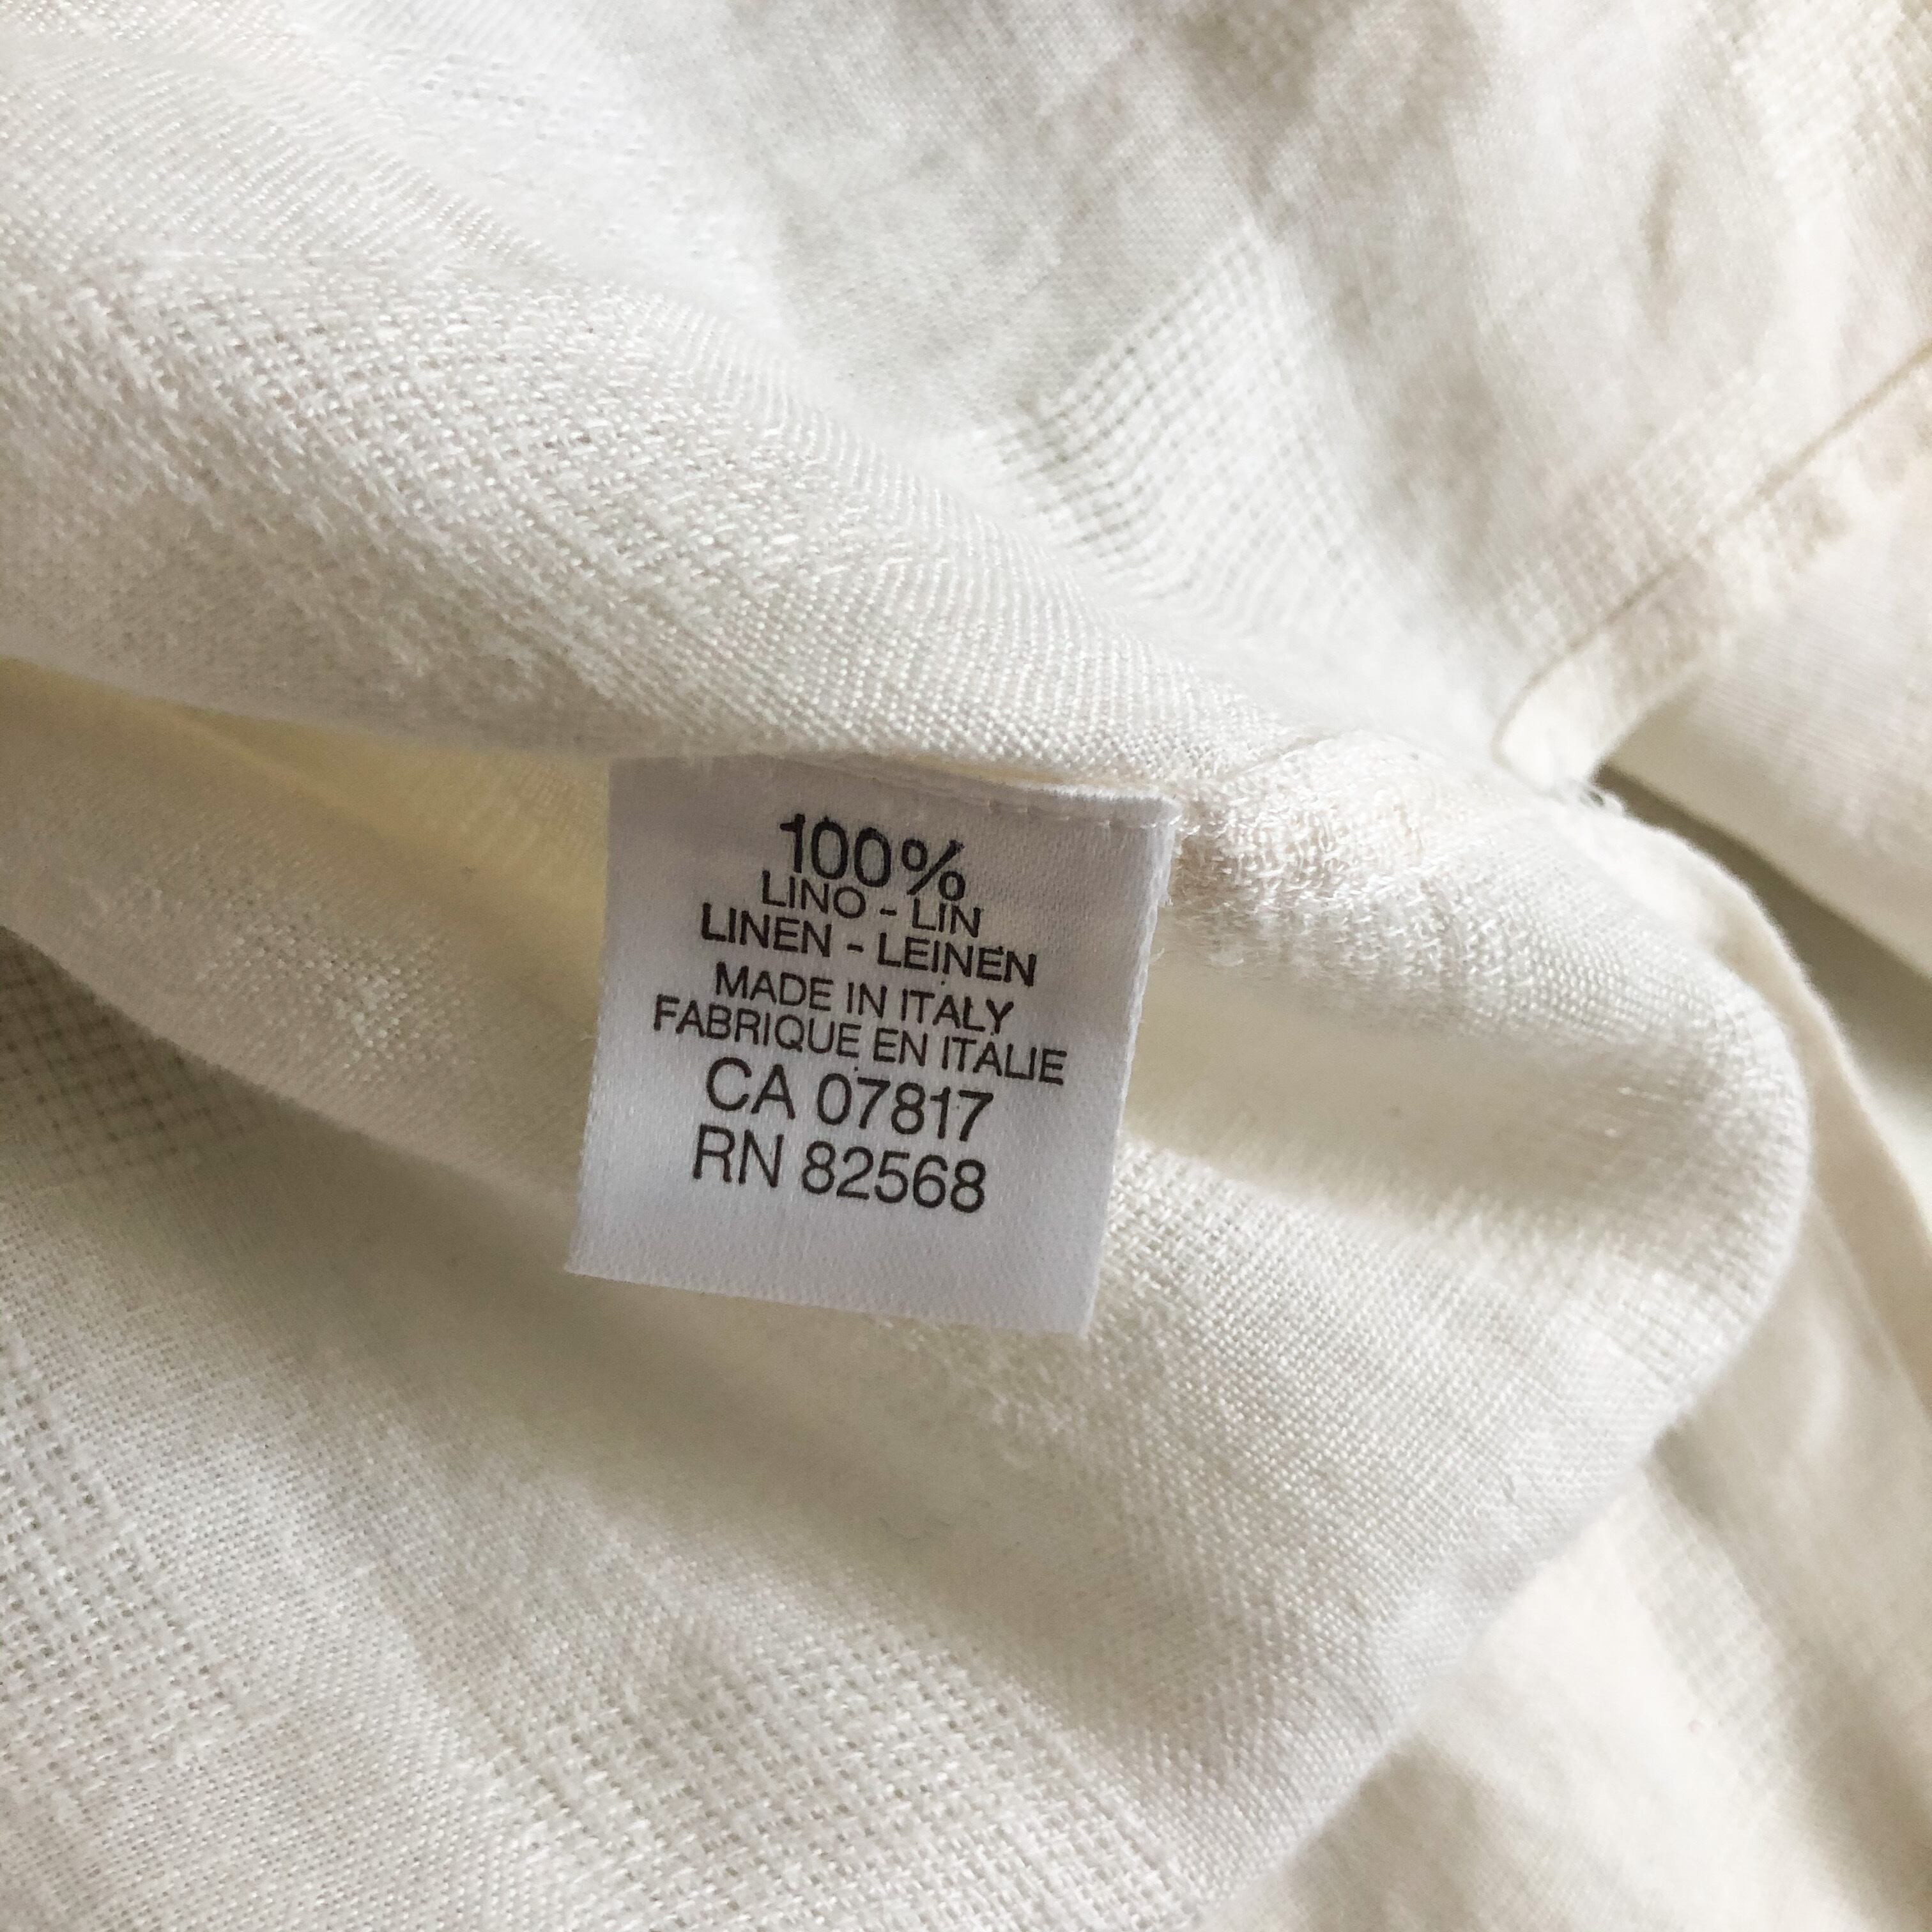 100%
LINO - LIN
LINEN - LEINEN
MADE IN ITALY
FABRIQUE EN ITALIE
CA 07817
RN 82568